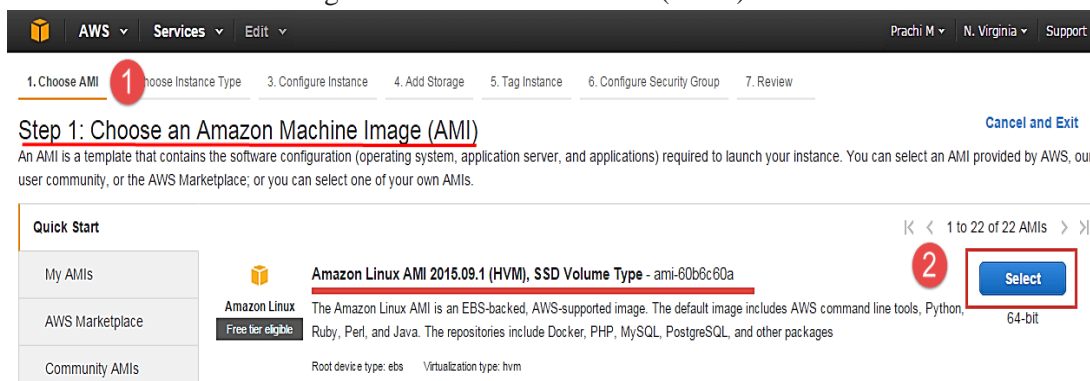 AWS Services Edit Prachi M N. Virginia Support
1. Choose AMI 1 hoose Instance Type 3. Configure Instance 4. Add Storage 5. Tag Instance 6. Configure Security Group 7. Review
Step 1: Choose an Amazon Machine Image (AMI)
Cancel and Exit
An AMI is a template that contains the software configuration (operating system, application server, and applications) required to launch your instance. You can select an AMI provided by AWS, ou
user community, or the AWS Marketplace; or you can select one of your own AMIs.
Quick Start
1 to 22 of 22 AMIs
My AMIs
AWS Marketplace
Community AMIs
Amazon Linux
Free tier eligible
Amazon Linux AMI 2015.09.1 (HVM), SSD Volume Type - ami-60b6c60a
The Amazon Linux AMI is an EBS-backed, AWS-supported image. The default image includes AWS command line tools, Python,
Ruby, Perl, and Java. The repositories include Docker, PHP, MySQL, PostgreSQL, and other packages
Root device type: ebs Virtualization type: hvm
2
Select
64-bit